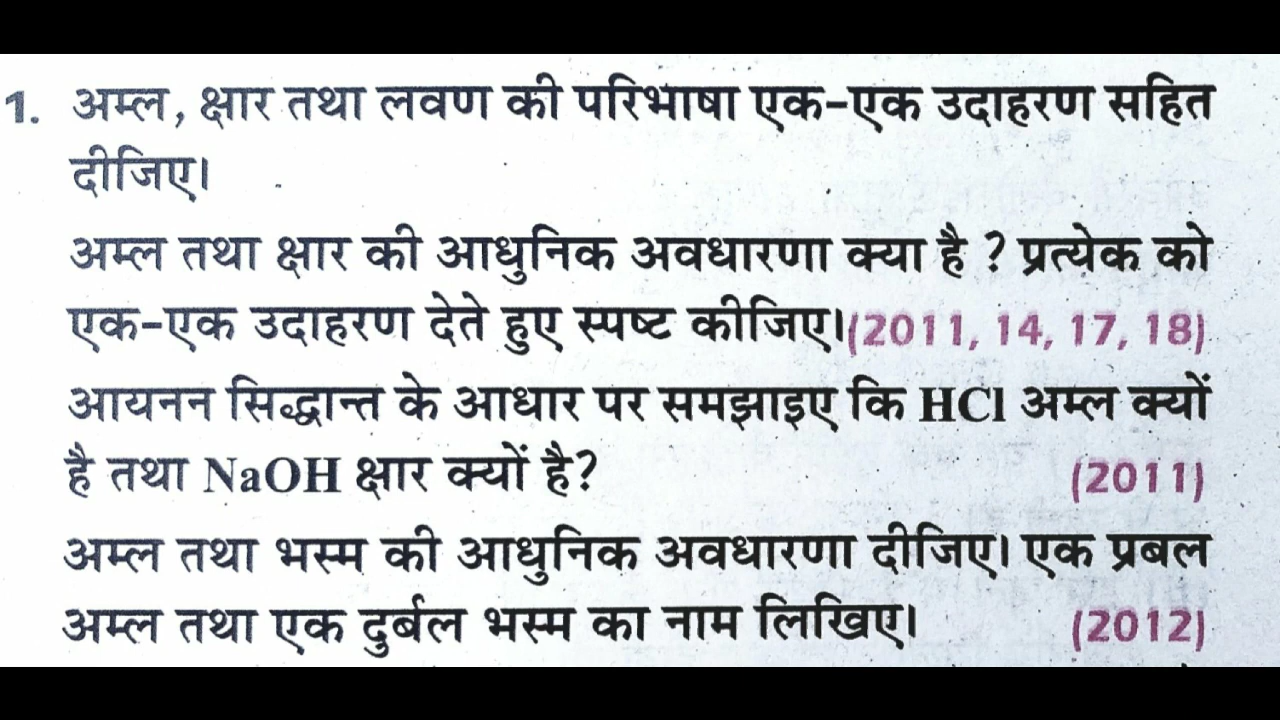 1. अम्ल, क्षार तथा लवण की परिभाषा एक-एक उदाहरण सहित
दीजिए।
अम्ल तथा क्षार की आधुनिक अवधारणा क्या है ? प्रत्येक को
एक-एक उदाहरण देते हुए स्पष्ट कीजिए।(2011, 14, 17, 18)
आयनन सिद्धान्त के आधार पर समझाइए कि HCl अम्ल क्यों
है तथा NaOH क्षार क्यों है? (2011)
अम्ल तथा भस्म की आधुनिक अवधारणा दीजिए। एक प्रबल
अम्ल तथा एक दुर्बल भस्म का नाम लिखिए। (2012)